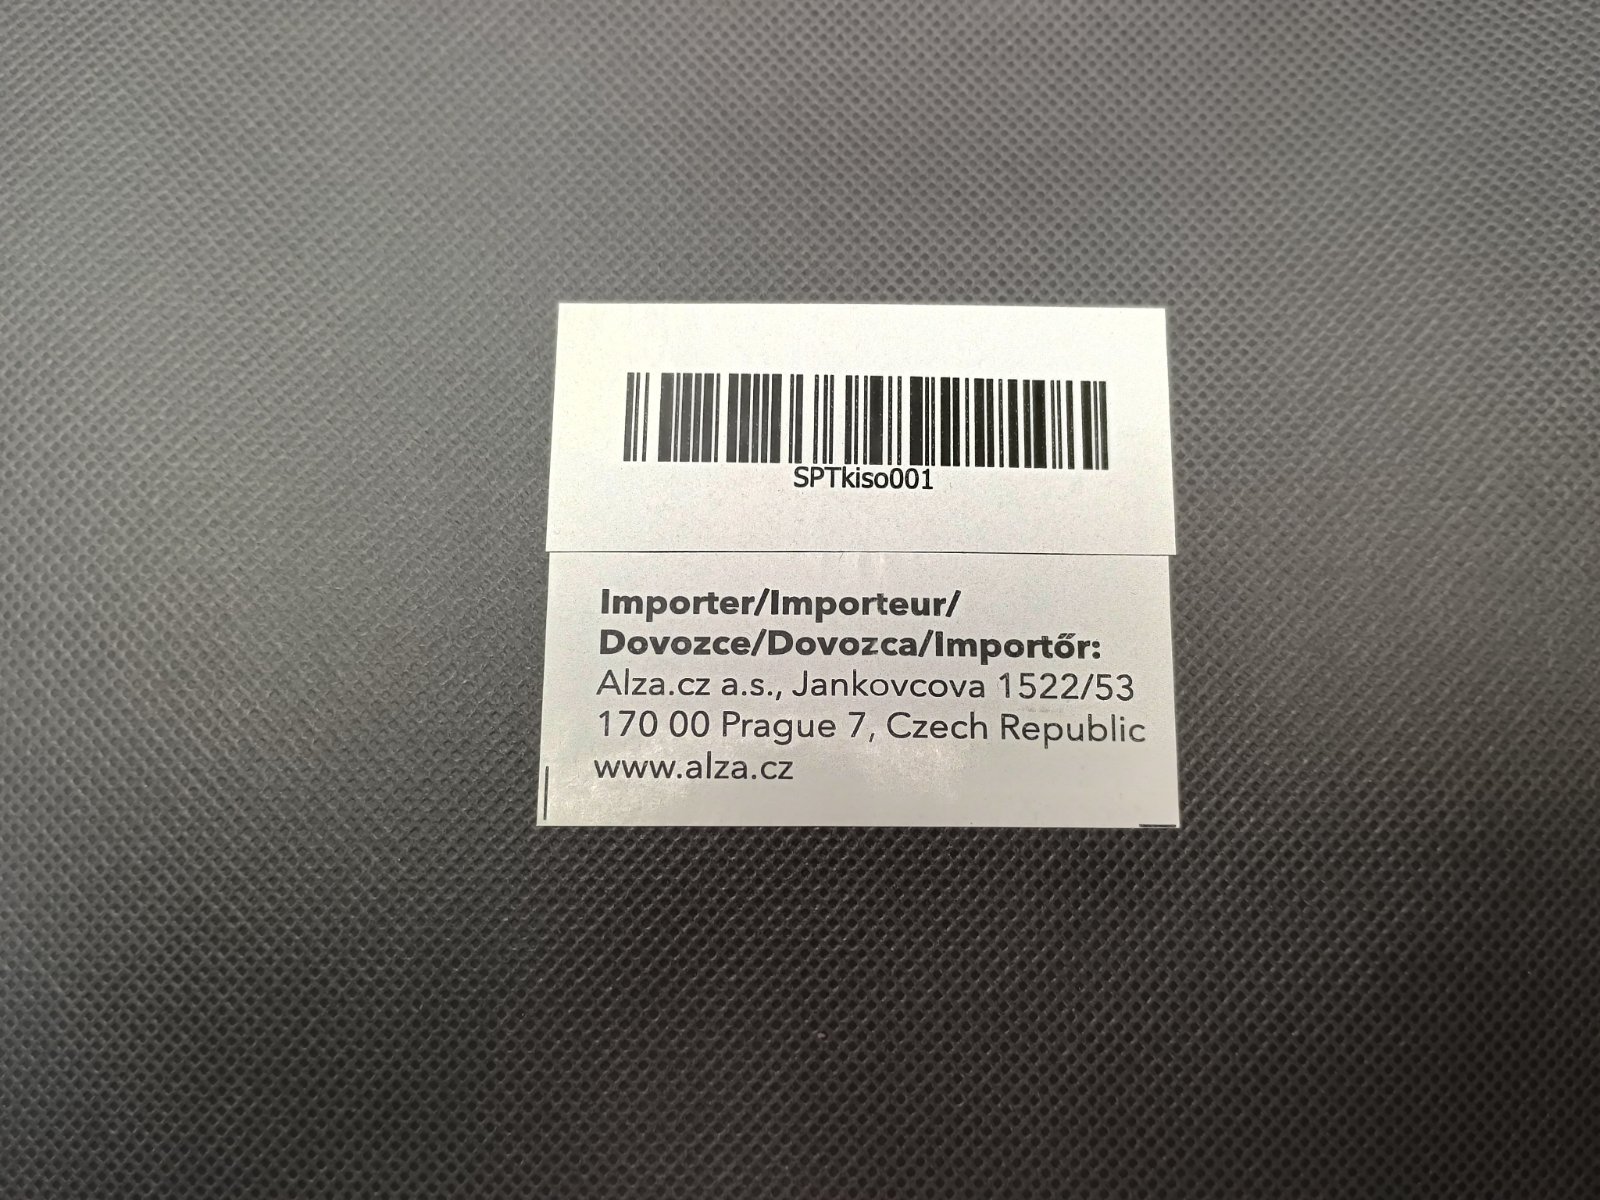 SPTkiso001
Importer/Importeur/
Dovozce/Dovozca/Importőr:
Alza.cz a.s., Jankovcova 1522/53
170 00 Prague 7, Czech Republic
www.alza.cz